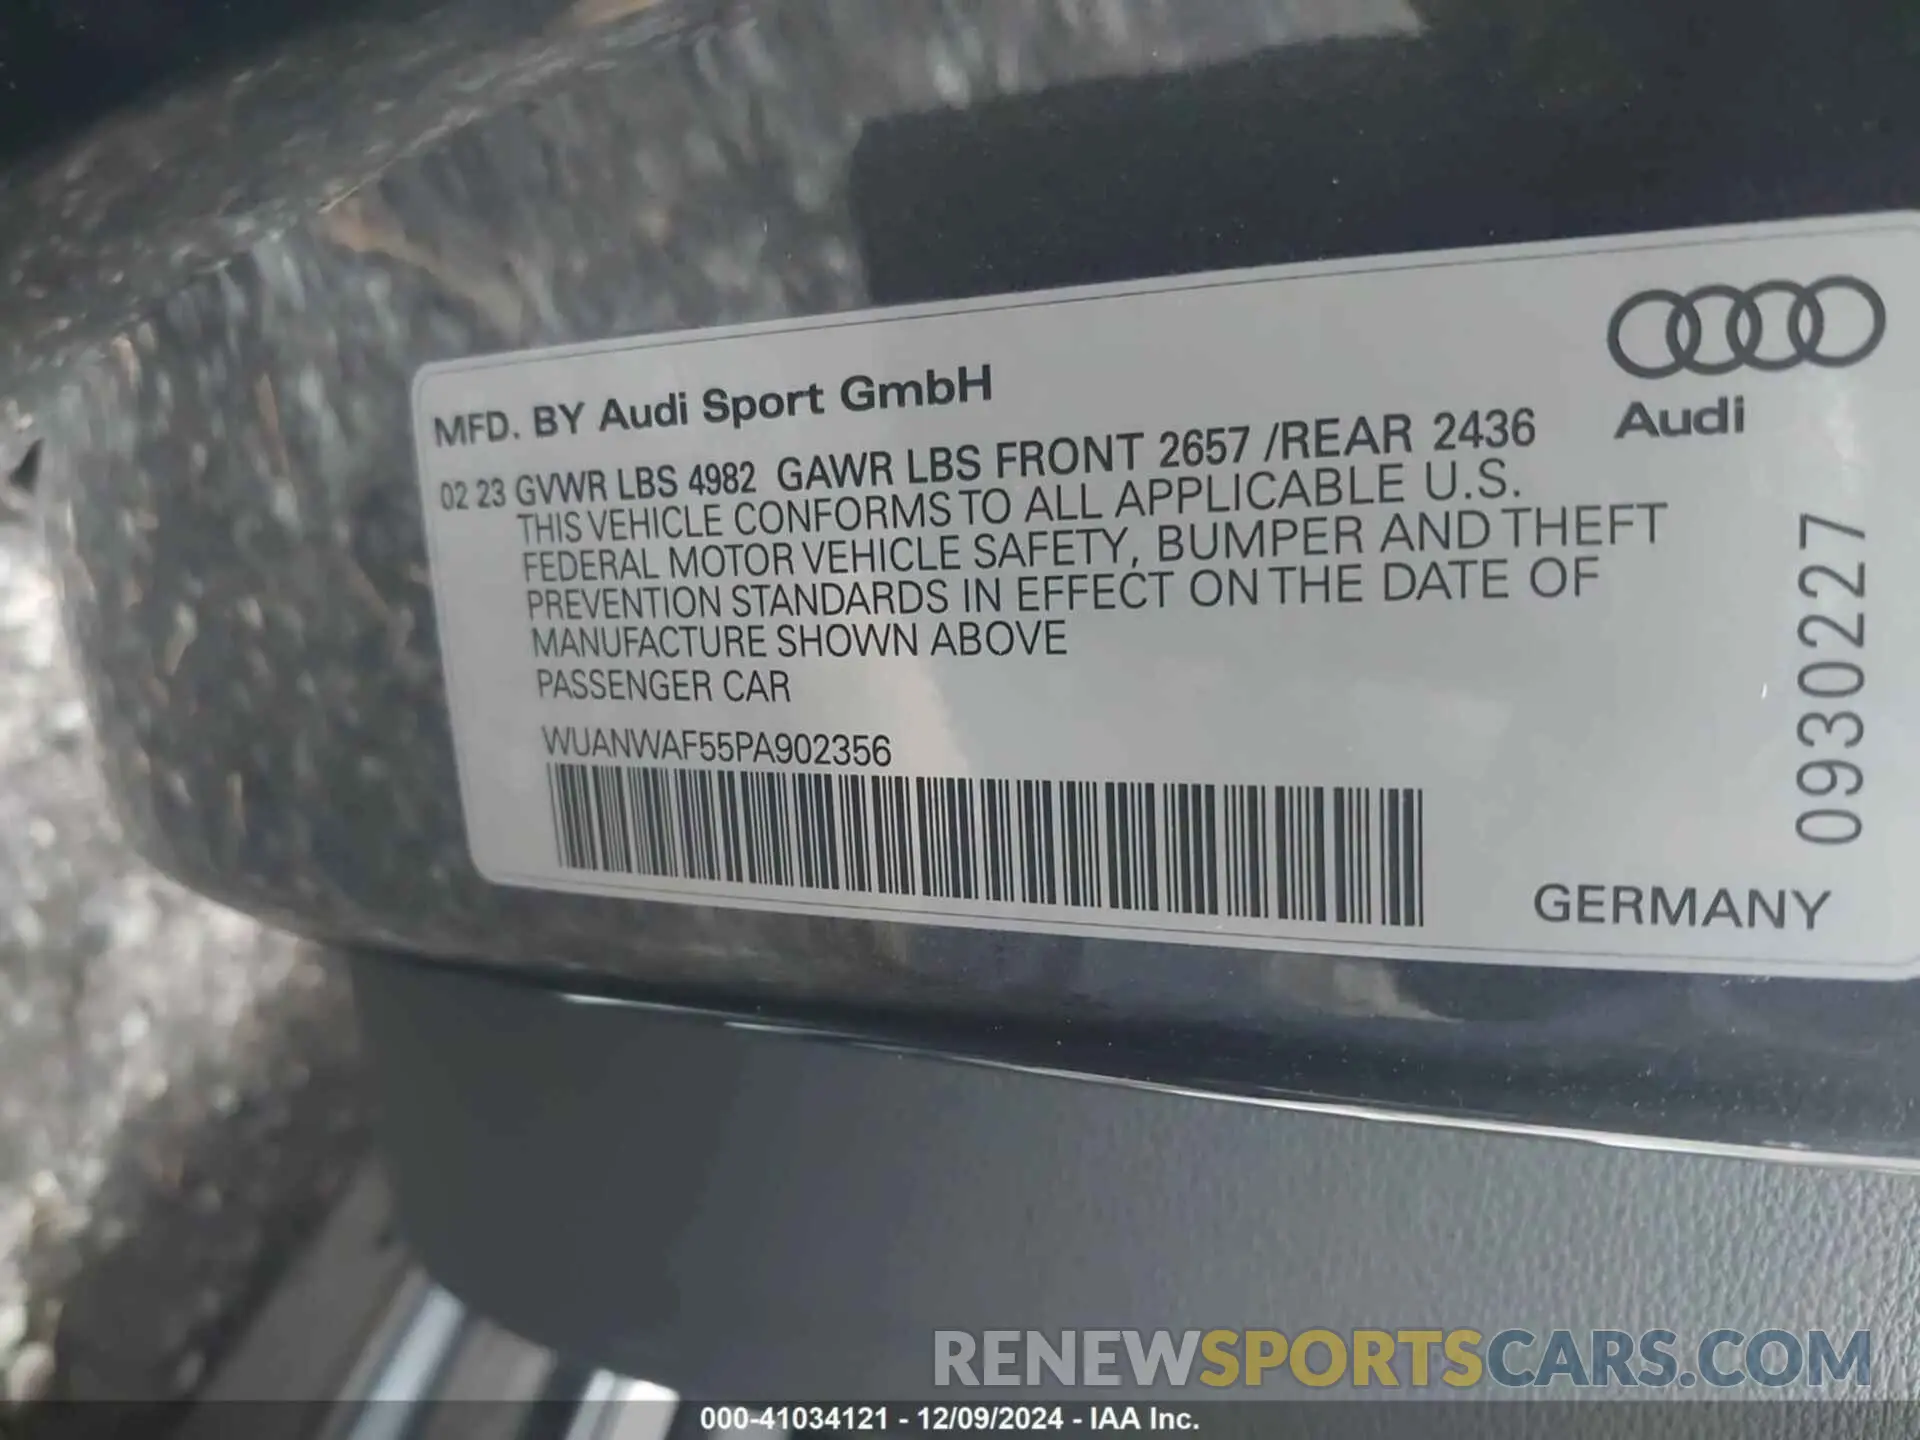 MFD. BY Audi Sport GmbH
Audi
02 23 GVWR LBS 4982 GAWR LBS FRONT 2657 /REAR 2436
THIS VEHICLE CONFORMS TO ALL APPLICABLE U.S.
FEDERAL MOTOR VEHICLE SAFETY, BUMPER AND THEFT
PREVENTION STANDARDS IN EFFECT ON THE DATE OF
MANUFACTURE SHOWN ABOVE
PASSENGER CAR
WUANWAF55PA902356
0930227
GERMANY
RENEWSPORTSCARS.COM
000-41034121 - 12/09/2024 - IAA Inc.